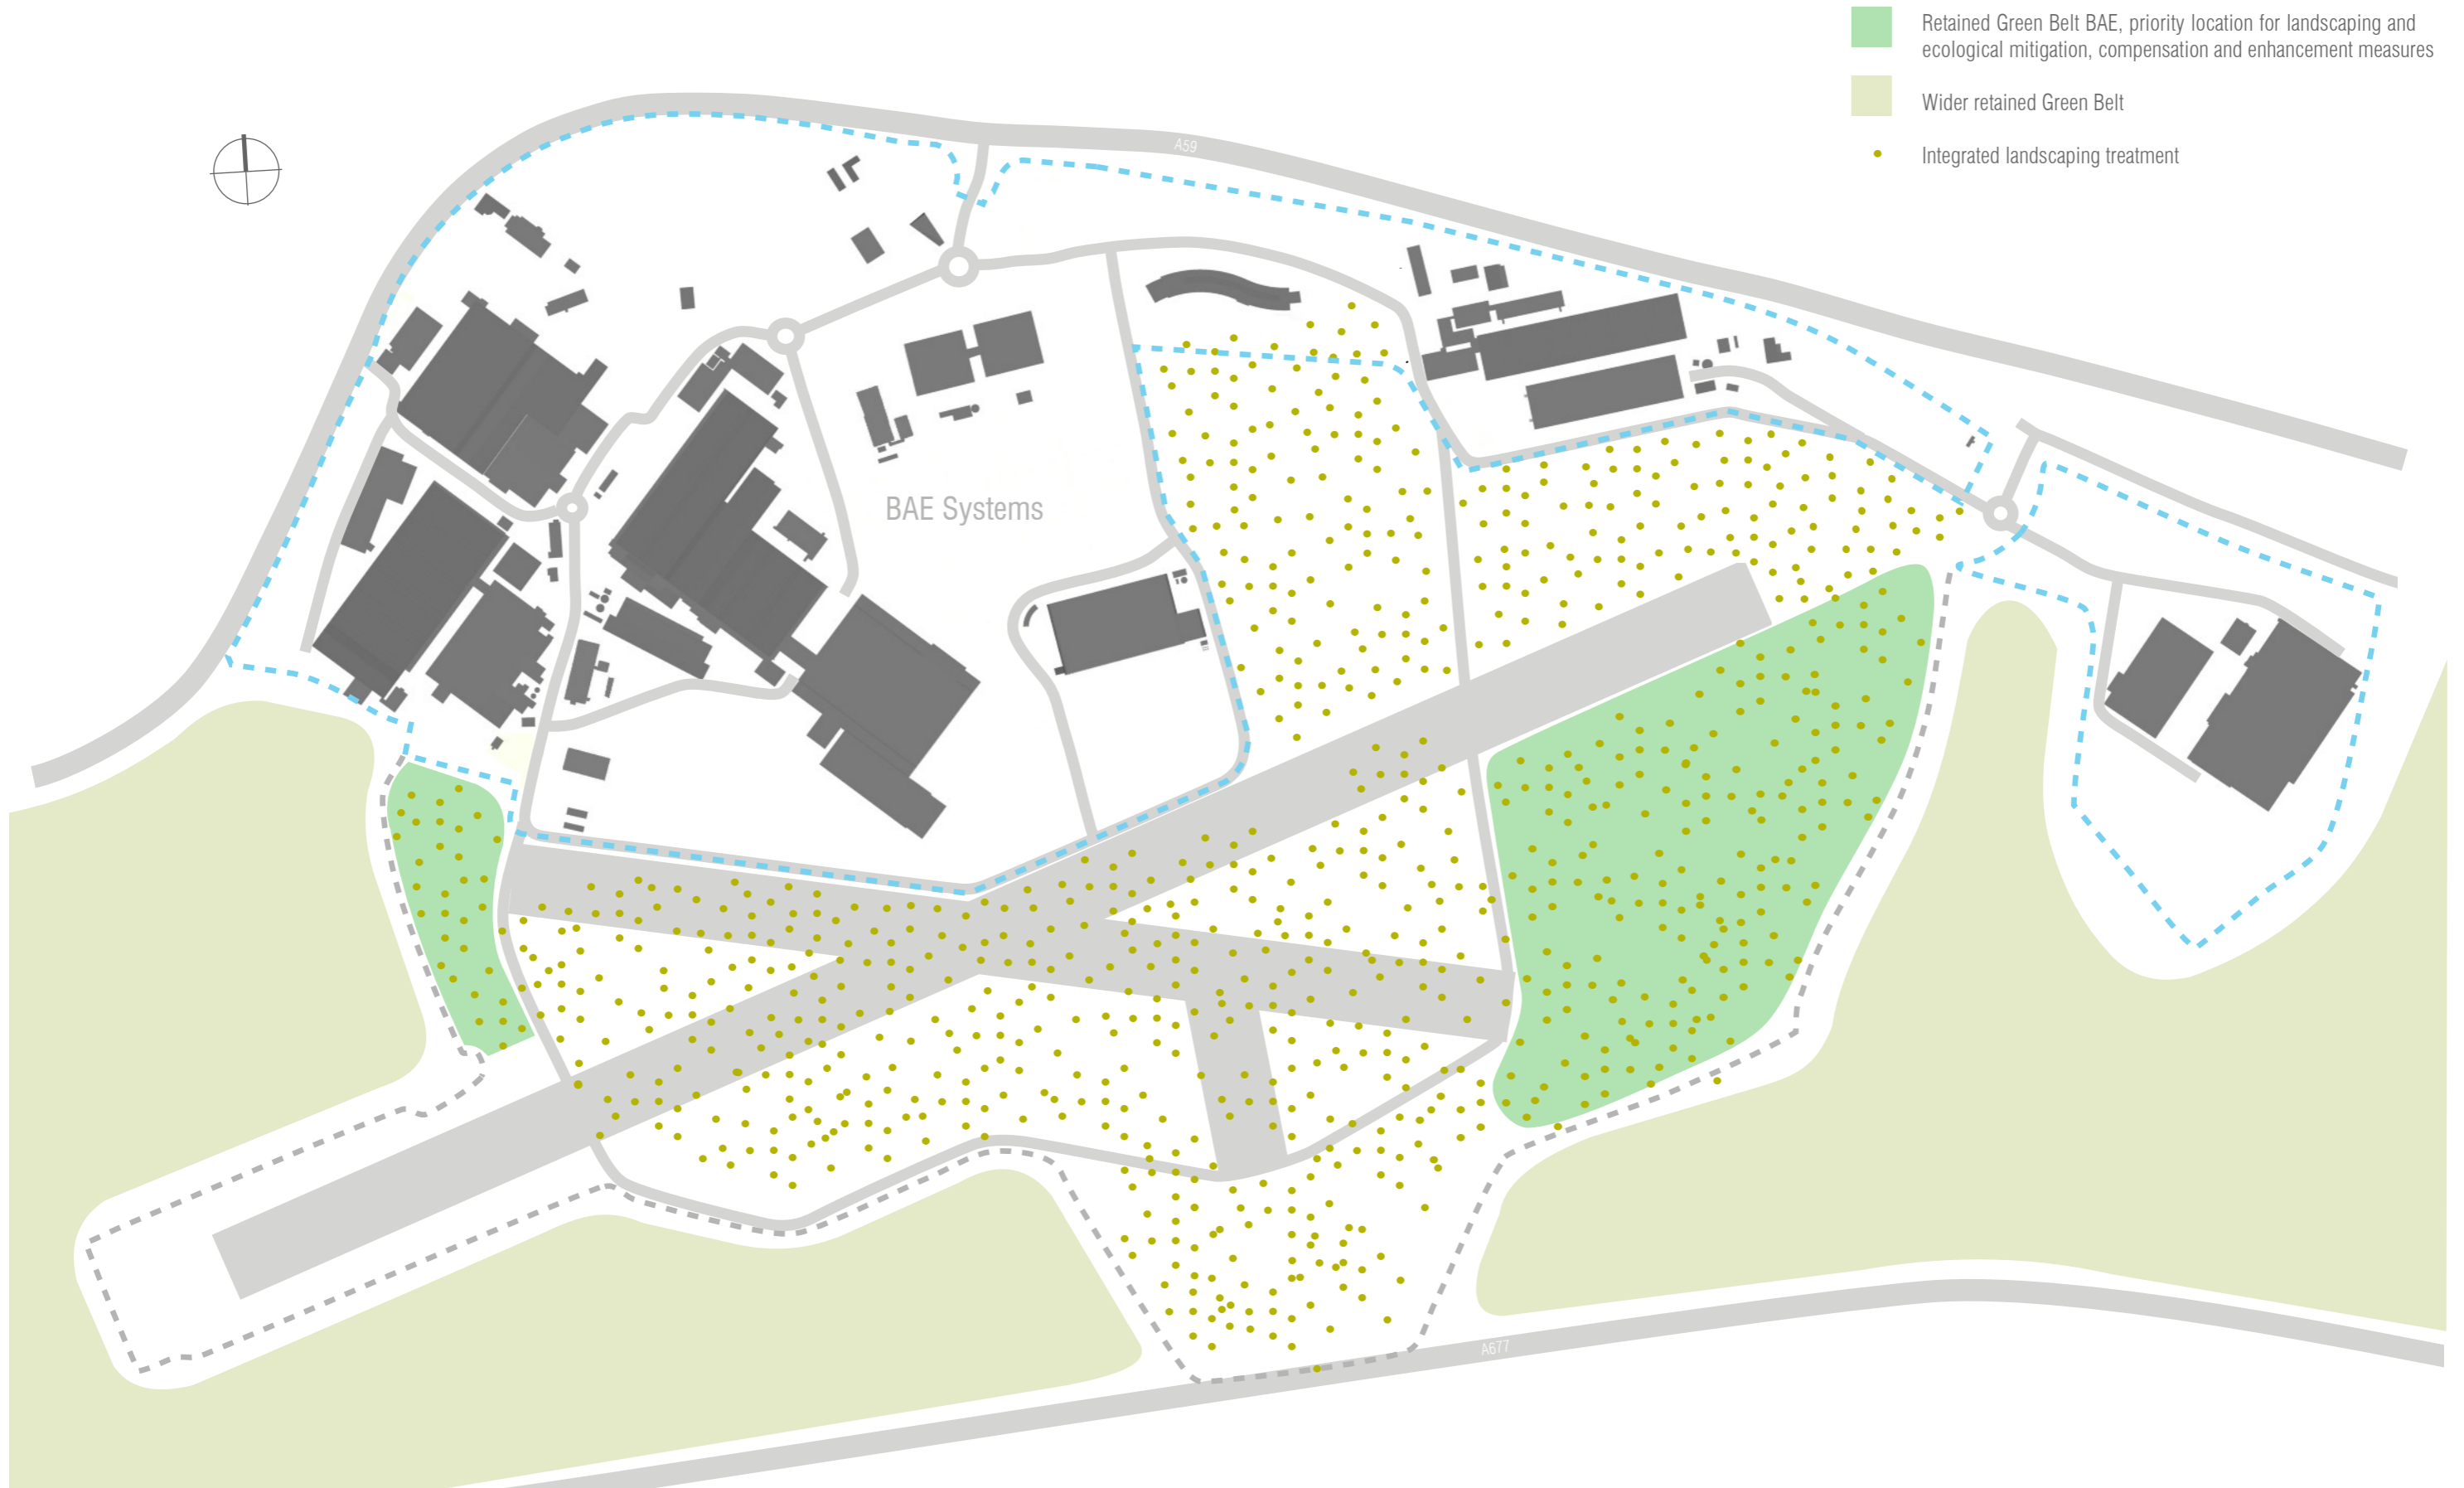 Retained Green Belt BAE, priority location for landscaping and
ecological mitigation, compensation and enhancement measures
Wider retained Green Belt
Integrated landscaping treatment
A59
BAE Systems
A677